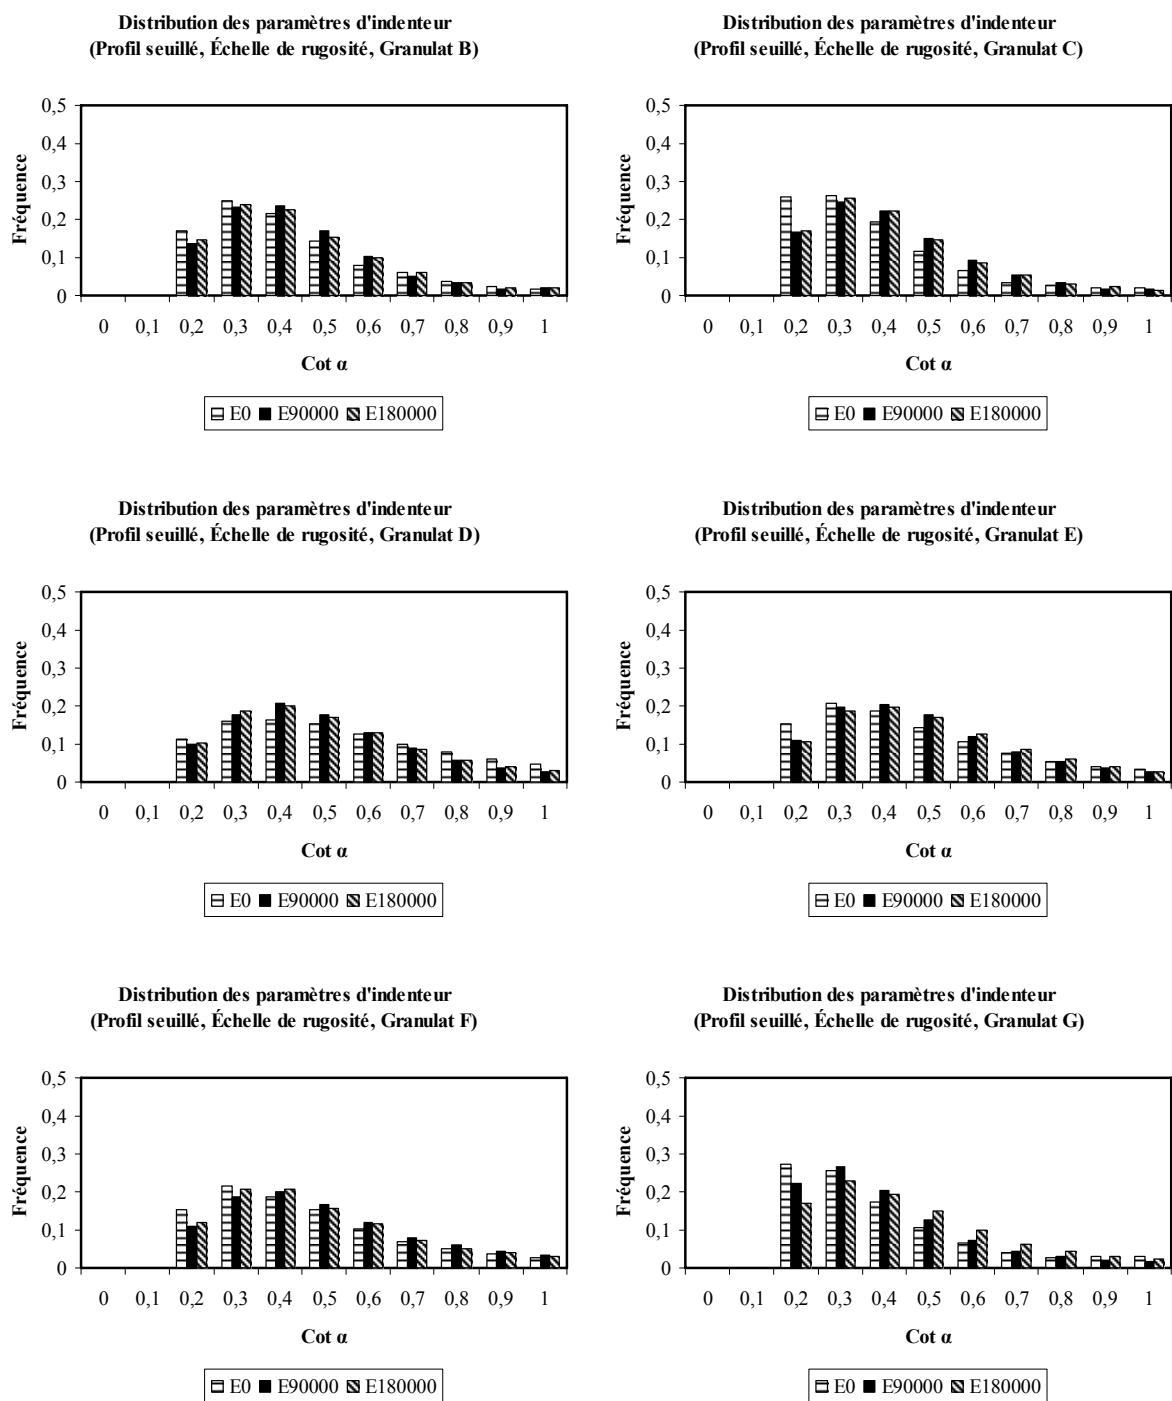 Distribution des paramètres d'indenteur
(Profil seuillé, Échelle de rugosité, Granulat B)
0,5
0,4
0,3
0,2
0,1
0
Fréquence
0 0,1 0,2 0,3 0,4 0,5 0,6 0,7 0,8 0,9 1
Cot α
E0 E90000 E180000
Distribution des paramètres d'indenteur
(Profil seuillé, Échelle de rugosité, Granulat C)
0,5
0,4
0,3
0,2
0,1
0
Fréquence
0 0,1 0,2 0,3 0,4 0,5 0,6 0,7 0,8 0,9 1
Cot α
E0 E90000 E180000
Distribution des paramètres d'indenteur
(Profil seuillé, Échelle de rugosité, Granulat D)
0,5
0,4
0,3
0,2
0,1
0
Fréquence
0 0,1 0,2 0,3 0,4 0,5 0,6 0,7 0,8 0,9 1
Cot α
E0 E90000 E180000
Distribution des paramètres d'indenteur
(Profil seuillé, Échelle de rugosité, Granulat E)
0,5
0,4
0,3
0,2
0,1
0
Fréquence
0 0,1 0,2 0,3 0,4 0,5 0,6 0,7 0,8 0,9 1
Cot α
E0 E90000 E180000
Distribution des paramètres d'indenteur
(Profil seuillé, Échelle de rugosité, Granulat F)
0,5
0,4
0,3
0,2
0,1
0
Fréquence
0 0,1 0,2 0,3 0,4 0,5 0,6 0,7 0,8 0,9 1
Cot α
E0 E90000 E180000
Distribution des paramètres d'indenteur
(Profil seuillé, Échelle de rugosité, Granulat G)
0,5
0,4
0,3
0,2
0,1
0
Fréquence
0 0,1 0,2 0,3 0,4 0,5 0,6 0,7 0,8 0,9 1
Cot α
E0 E90000 E180000